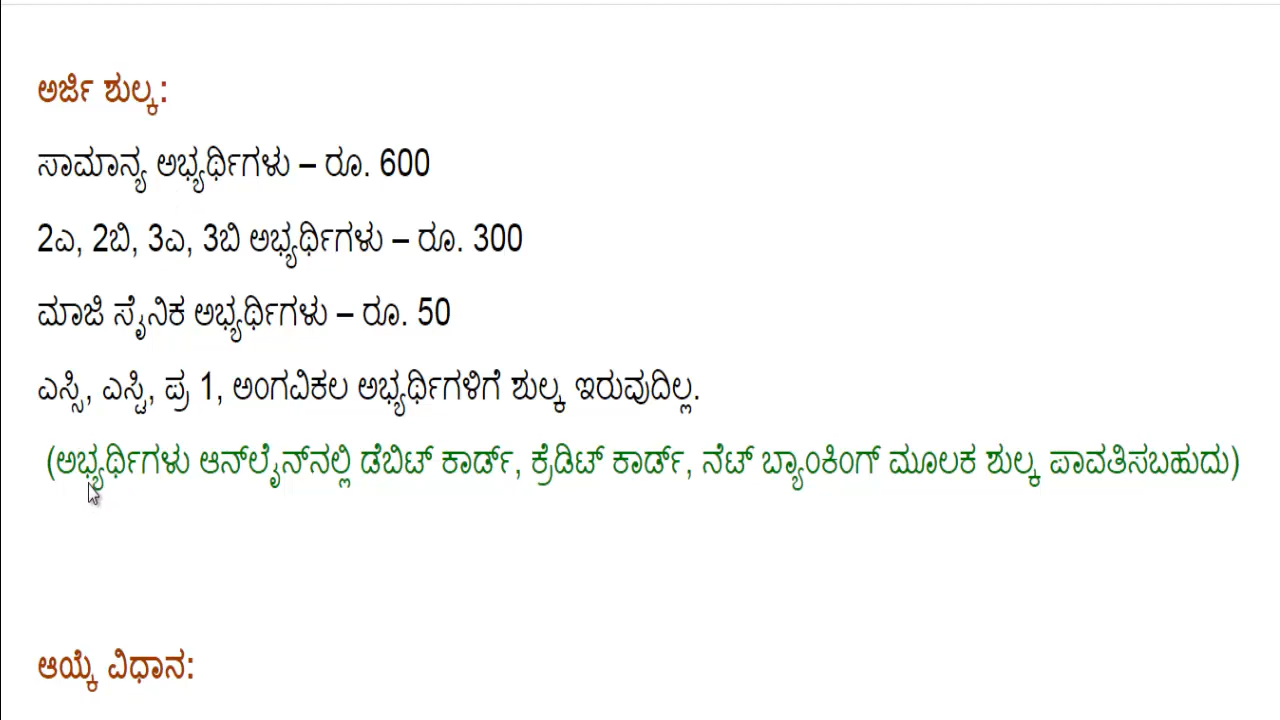 ಅರ್ಜಿ ಶುಲ್ಕ:
ಸಾಮಾನ್ಯ ಅಭ್ಯರ್ಥಿಗಳು – ರೂ. 600
2ಎ, 2ಬಿ, 3ಎ, 3ಬಿ ಅಭ್ಯರ್ಥಿಗಳು – ರೂ. 300
ಮಾಜಿ ಸೈನಿಕ ಅಭ್ಯರ್ಥಿಗಳು – ರೂ. 50
ಎಸ್ಸಿ, ಎಸ್ಟಿ, ಪ್ರ 1, ಅಂಗವಿಕಲ ಅಭ್ಯರ್ಥಿಗಳಿಗೆ ಶುಲ್ಕ ಇರುವುದಿಲ್ಲ.
(ಅಭ್ಯರ್ಥಿಗಳು ಆನ್‌ಲೈನ್‌ನಲ್ಲಿ ಡೆಬಿಟ್ ಕಾರ್ಡ್, ಕ್ರೆಡಿಟ್ ಕಾರ್ಡ್, ನೆಟ್ ಬ್ಯಾಂಕಿಂಗ್ ಮೂಲಕ ಶುಲ್ಕ ಪಾವತಿಸಬಹುದು)
ಆಯ್ಕೆ ವಿಧಾನ: